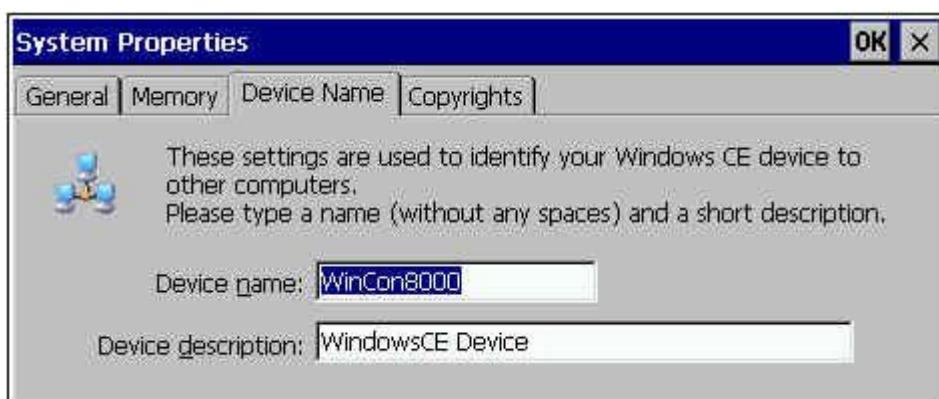 System Properties OK ×
General Memory Device Name Copyrights
These settings are used to identify your Windows CE device to
other computers.
Please type a name (without any spaces) and a short description.
Device name: WinCon8000
Device description: WindowsCE Device